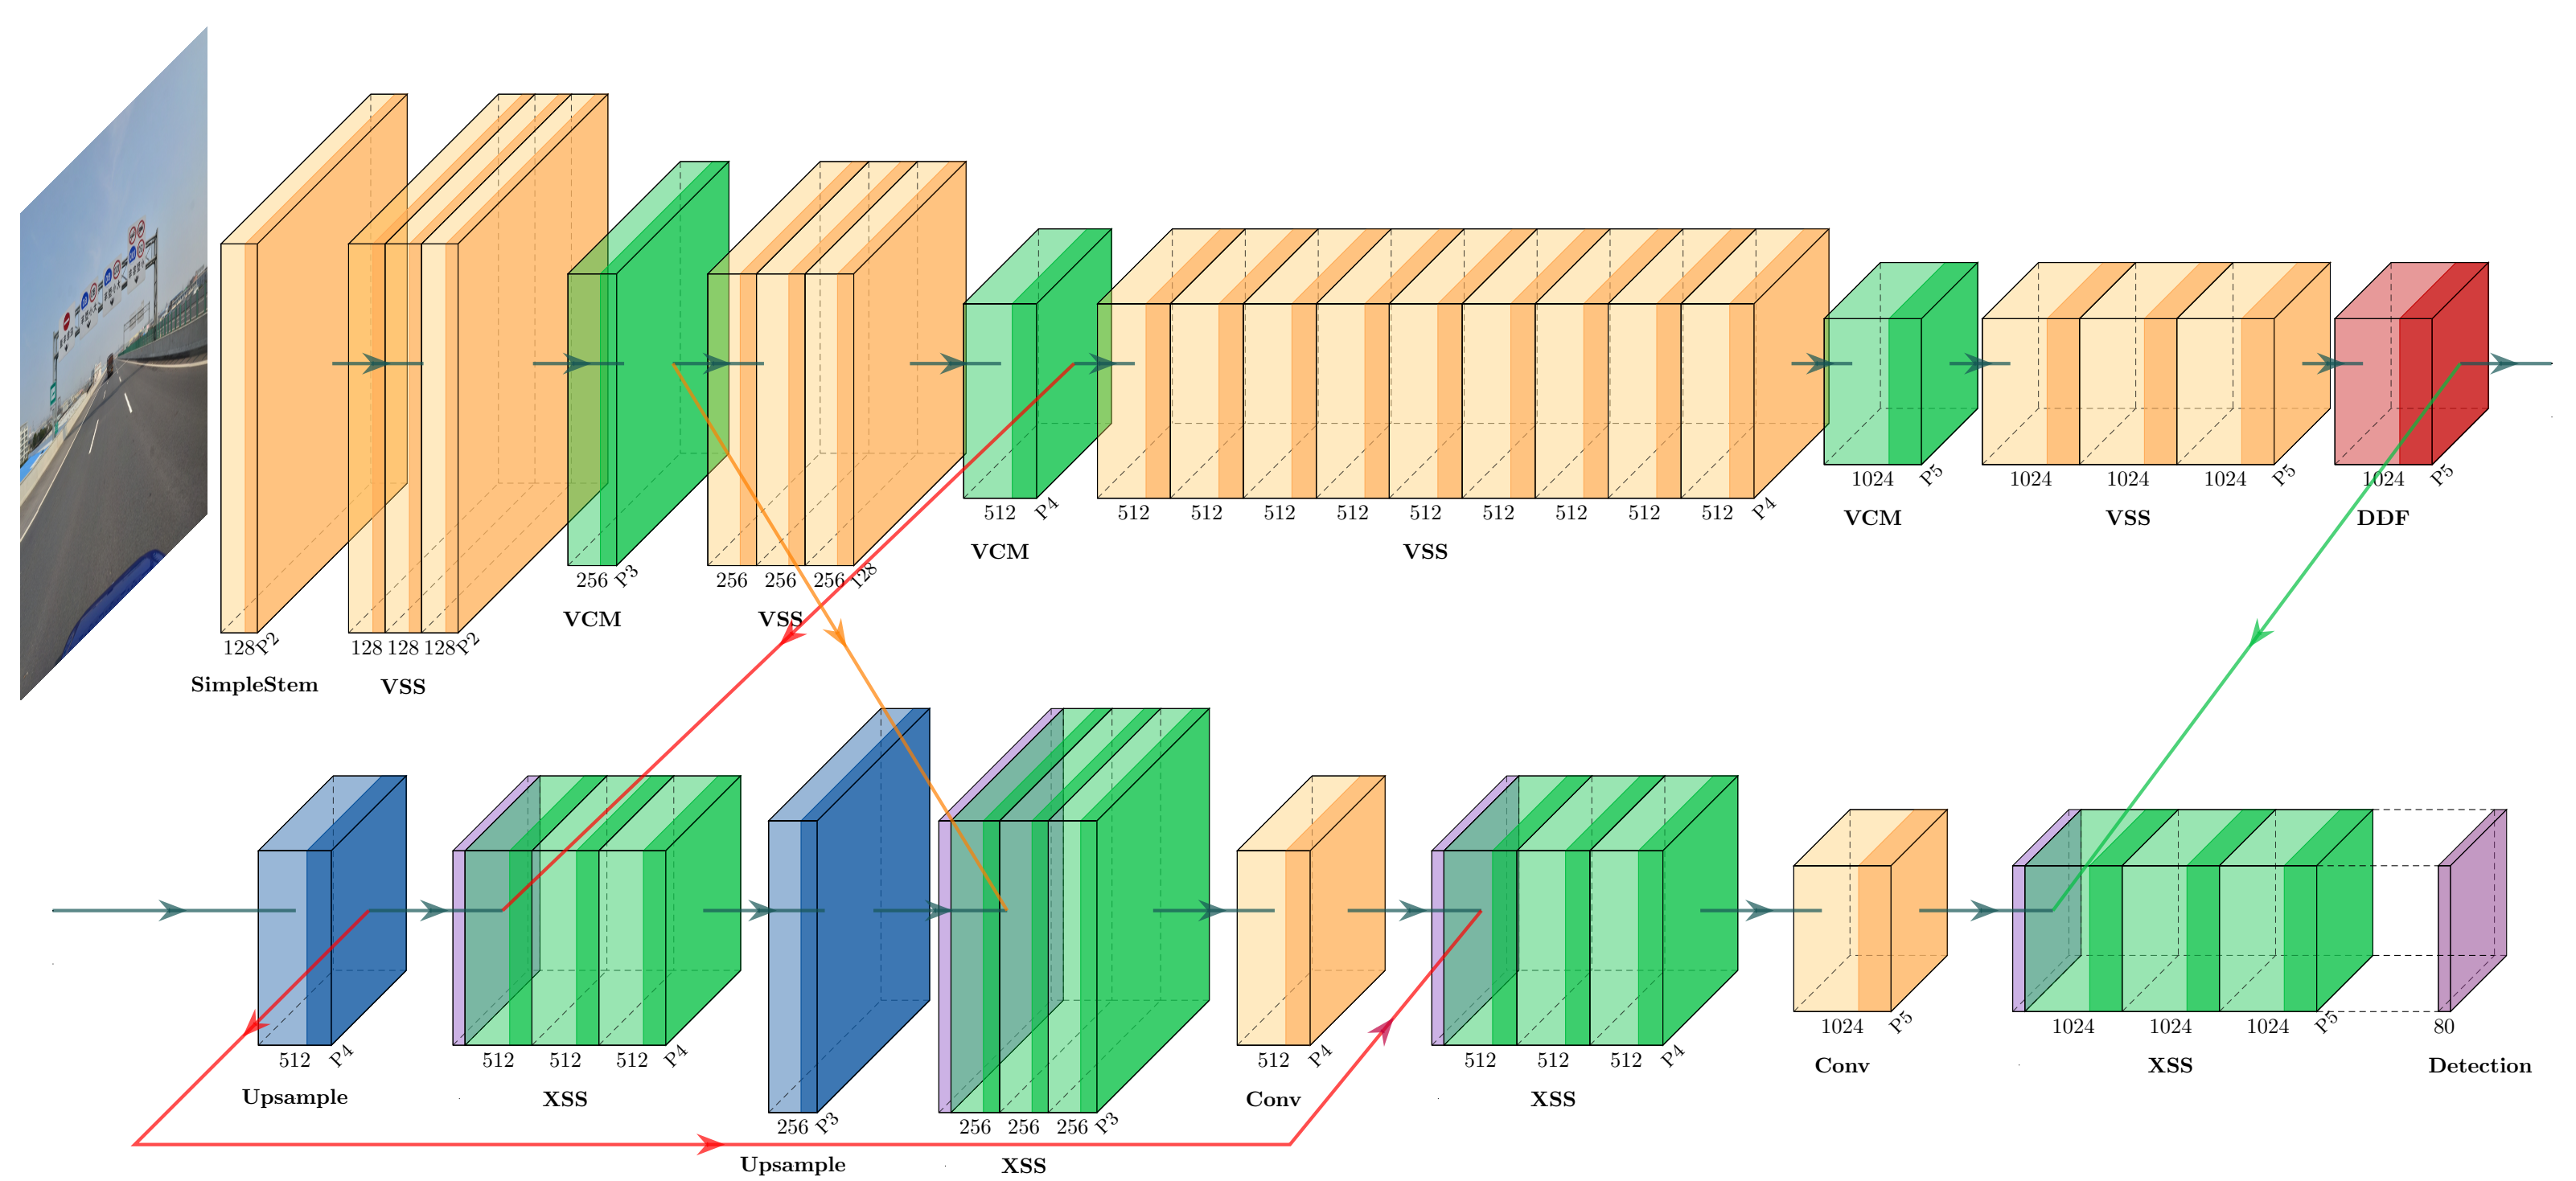 128 P2
SimpleStem
128 128 128 P2
VSS
256 P3
VCM
256 256 256 128
VSS
512 P4
VCM
512 512 512 512 512 512 512 512 512 P4
VSS
1024 P5
VCM
1024 1024 1024 P5
VSS
1024 P5
DDF
512 P4
Upsample
512 512 512 P4
XSS
256 P3
Upsample
256 256 256 P3
XSS
512 P4
Conv
512 512 512 P4
XSS
1024 P5
Conv
1024 1024 1024 P5
XSS
80
Detection